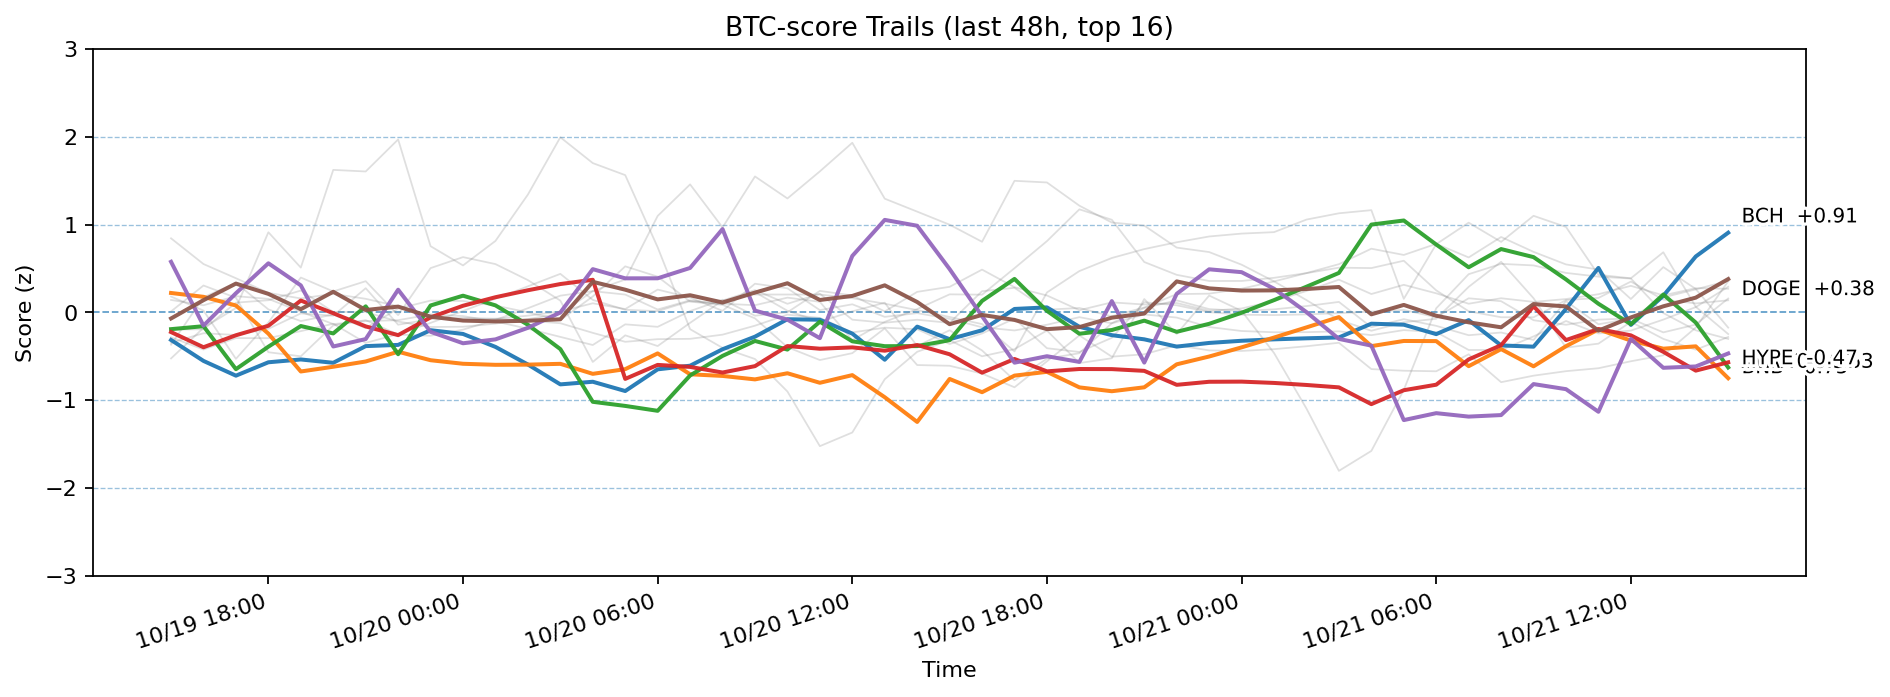 BTC-score Trails (last 48h, top 16)
Score (z)
3
2
1
0
−1
−2
−3
BCH +0.91
DOGE +0.38
HYPE -0.47
10/19 18:00
10/20 00:00
10/20 06:00
10/20 12:00
10/20 18:00
10/21 00:00
10/21 06:00
10/21 12:00
Time